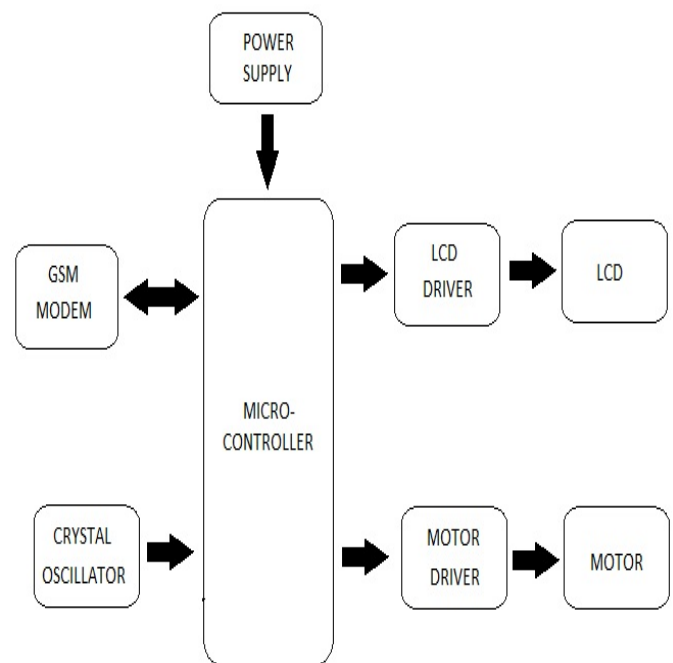 POWER
SUPPLY
GSM
MODEM
LCD
DRIVER
LCD
MICRO-
CONTROLLER
CRYSTAL
OSCILLATOR
MOTOR
DRIVER
MOTOR